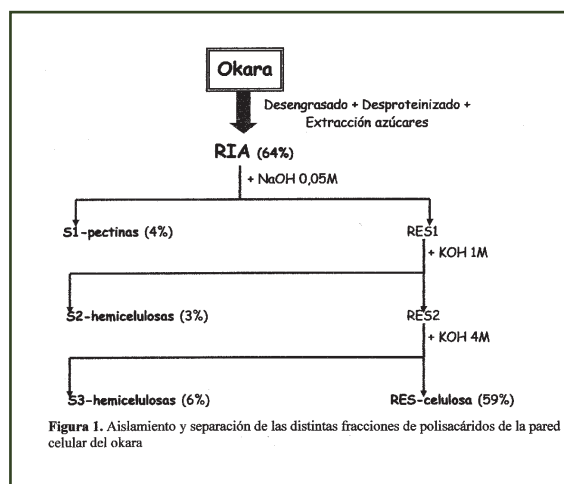 Okara
Desengrasado + Desproteinizado +
Extracción azúcares
RIA (64%)
+ NaOH 0,05M
S1-pectinas (4%)
RES1
+ KOH 1M
S2-hemicelulosas (3%)
RES2
+ KOH 4M
S3-hemicelulosas (6%)
RES-celulosa (59%)
Figura 1. Aislamiento y separación de las distintas fracciones de polisacáridos de la pared
celular del okara